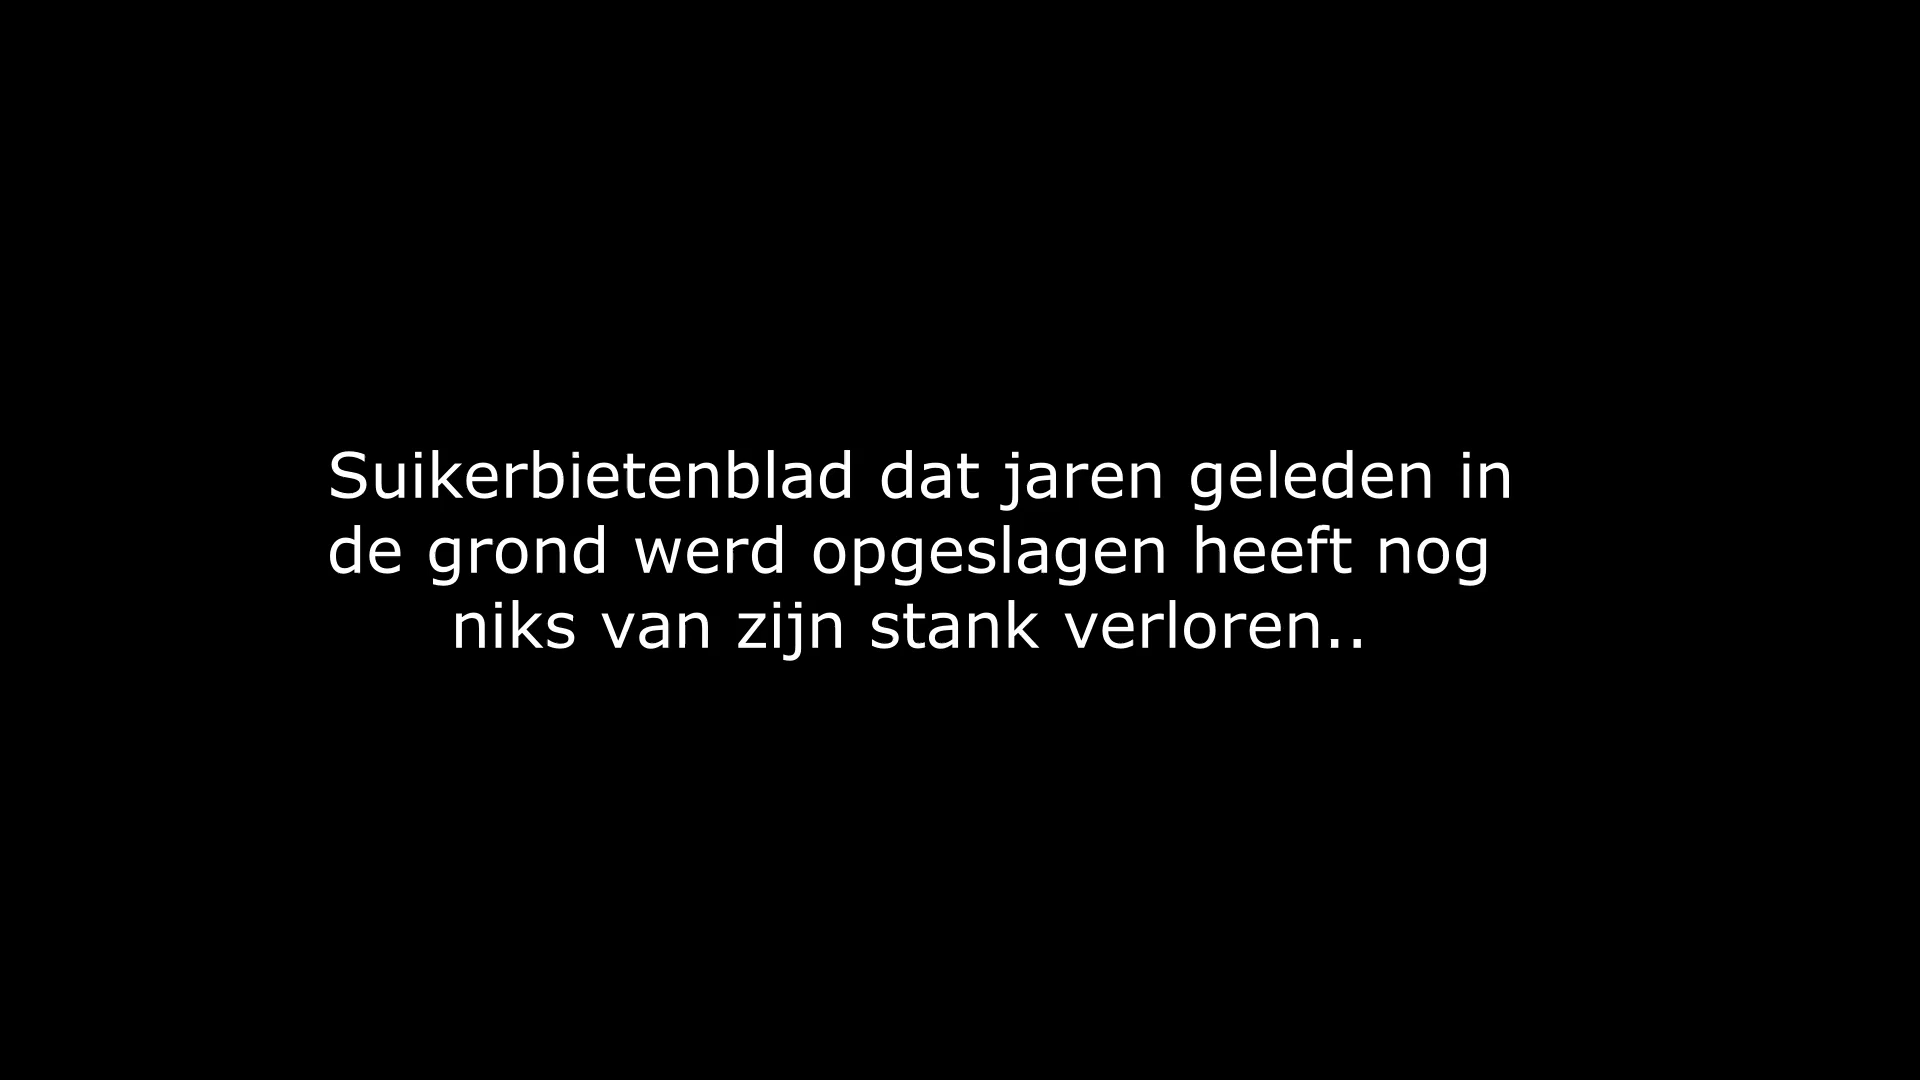 Suikerbietenblad dat jaren geleden in
de grond werd opgeslagen heeft nog
niks van zijn stank verloren..